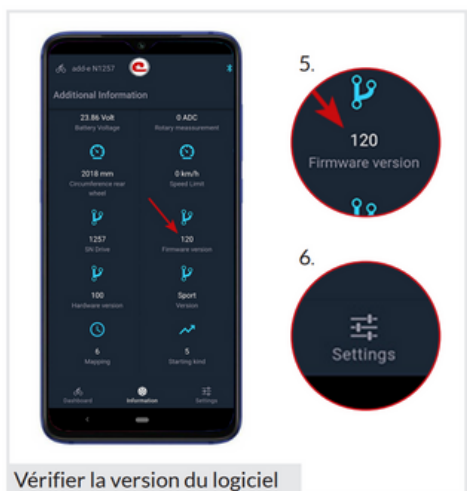 add-e N1257
Additional Information
23.86 Volt
Battery Voltage
0 ADC
Rotary meassurement
2018 mm
Circumference rear
wheel
0 km/h
Speed Limit
1257
SN Drive
120
Firmware version
100
Hardware version
Sport
Version
6
Mapping
5
Starting kind
Dashboard
Information
Settings
5.
120
Firmware version
6.
Settings
Vérifier la version du logiciel